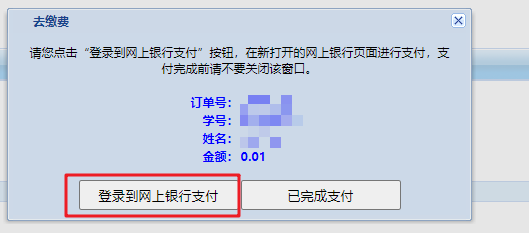 去缴费
请您点击“登录到网上银行支付”按钮，在新打开的网上银行页面进行支付，支
付完成前请不要关闭该窗口。
订单号：
学号：
姓名：
金额：0.01
登录到网上银行支付 已完成支付